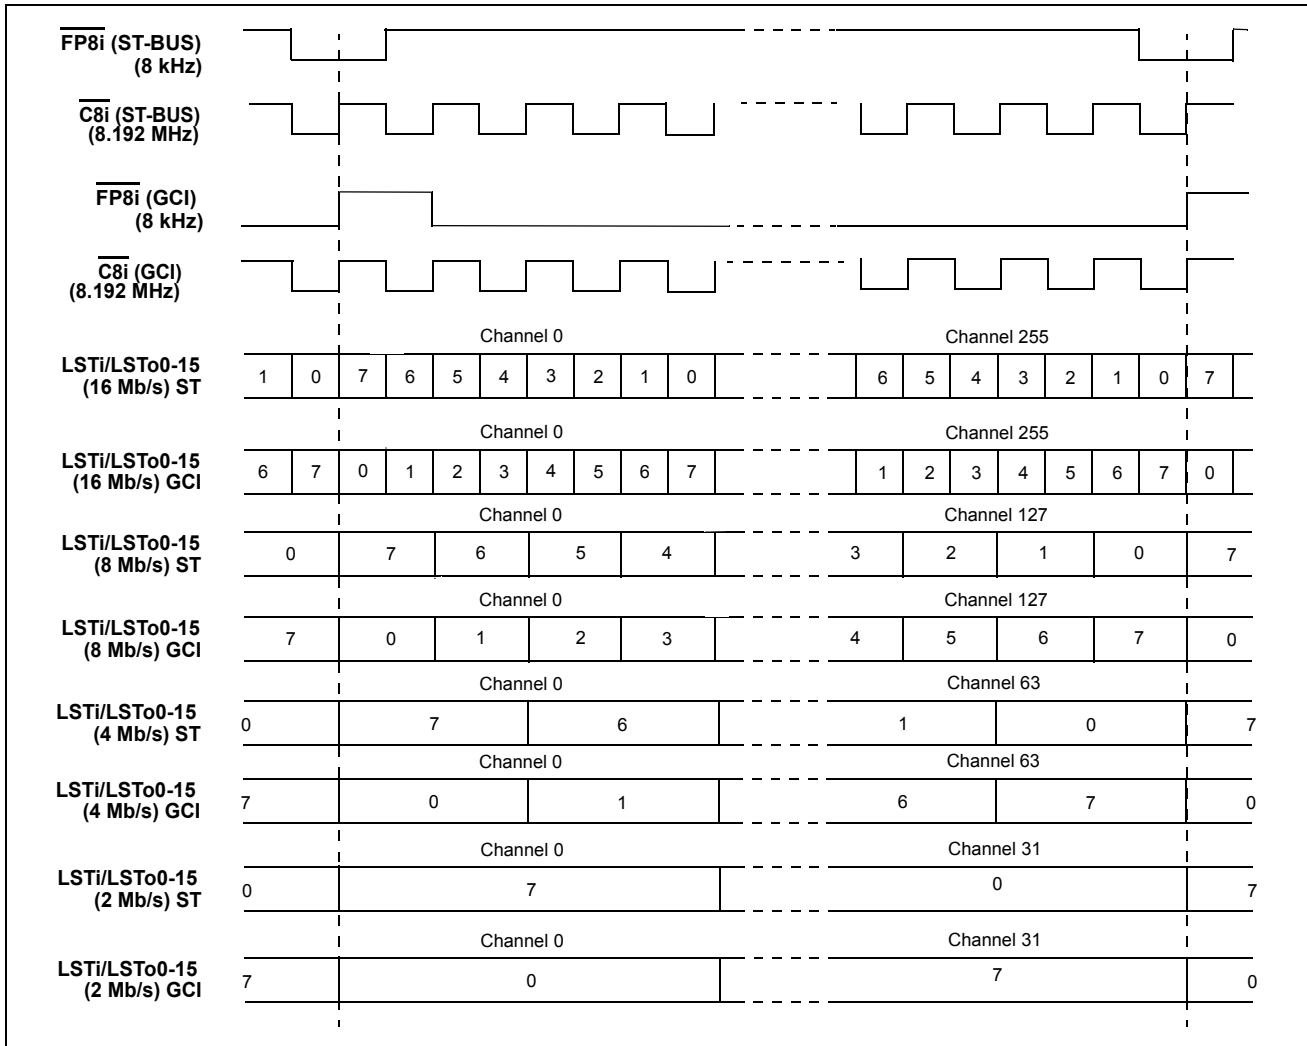 FP8i (ST-BUS)
(8 kHz)
C8i (ST-BUS)
(8.192 MHz)
FP8i (GCI)
(8 kHz)
C8i (GCI)
(8.192 MHz)
Channel 0 Channel 255
LSTi/LSTo0-15
(16 Mb/s) ST
1 0 7 6 5 4 3 2 1 0 6 5 4 3 2 1 0 7
Channel 0 Channel 255
LSTi/LSTo0-15
(16 Mb/s) GCI
6 7 0 1 2 3 4 5 6 7 1 2 3 4 5 6 7 0
Channel 0 Channel 127
LSTi/LSTo0-15
(8 Mb/s) ST
0 7 6 5 4 3 2 1 0 7
Channel 0 Channel 127
LSTi/LSTo0-15
(8 Mb/s) GCI
7 0 1 2 3 4 5 6 7 0
Channel 0 Channel 63
LSTi/LSTo0-15
(4 Mb/s) ST
0 7 6 1 0 7
Channel 0 Channel 63
LSTi/LSTo0-15
(4 Mb/s) GCI
7 0 1 6 7 0
Channel 0 Channel 31
LSTi/LSTo0-15
(2 Mb/s) ST
0 7 0 7
Channel 0 Channel 31
LSTi/LSTo0-15
(2 Mb/s) GCI
7 0 7 0